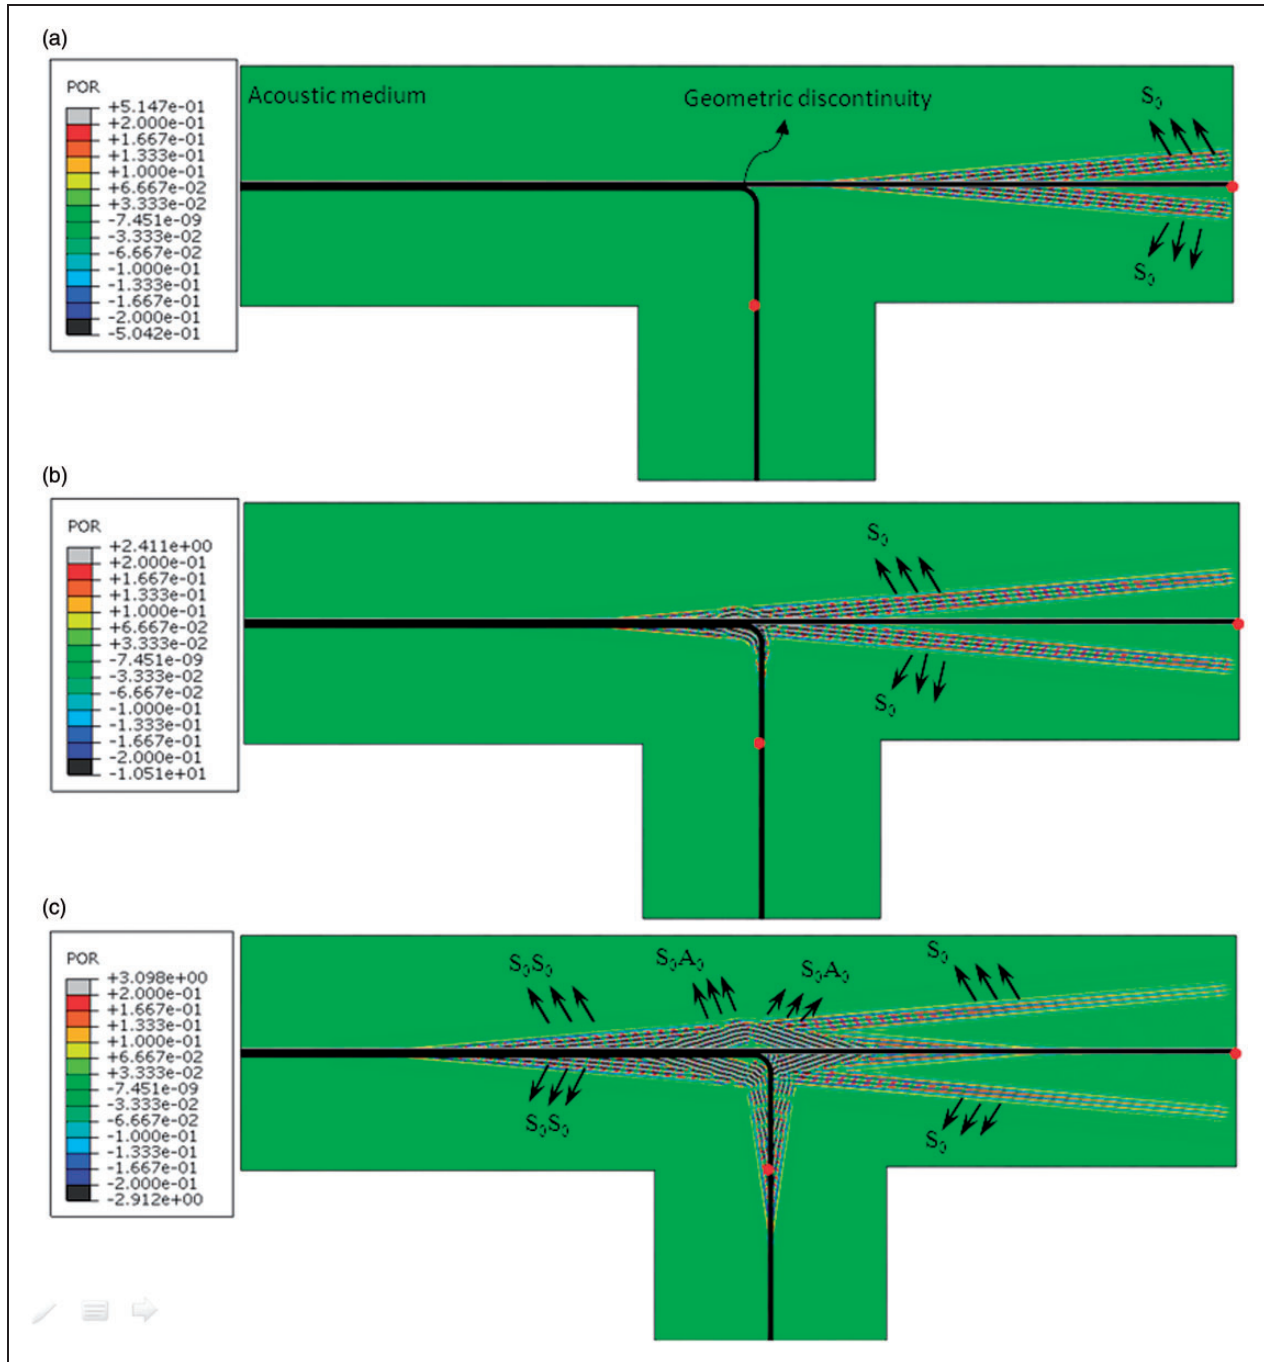 (a)
POR
+5.147e-01
+2.000e-01
+1.667e-01
+1.333e-01
+1.000e-01
+6.667e-02
+3.333e-02
-7.451e-09
-3.333e-02
-6.667e-02
-1.000e-01
-1.333e-01
-1.667e-01
-2.000e-01
-5.042e-01
Acoustic medium
Geometric discontinuity
S₀
S₀
(b)
POR
+2.411e+00
+2.000e-01
+1.667e-01
+1.333e-01
+1.000e-01
+6.667e-02
+3.333e-02
-7.451e-09
-3.333e-02
-6.667e-02
-1.000e-01
-1.333e-01
-1.667e-01
-2.000e-01
-1.051e+01
S₀
S₀
(c)
POR
+3.098e+00
+2.000e-01
+1.667e-01
+1.333e-01
+1.000e-01
+6.667e-02
+3.333e-02
-7.451e-09
-3.333e-02
-6.667e-02
-1.000e-01
-1.333e-01
-1.667e-01
-2.000e-01
-2.912e+00
S₀S₀
S₀A₀
S₀A₀
S₀
S₀S₀
S₀